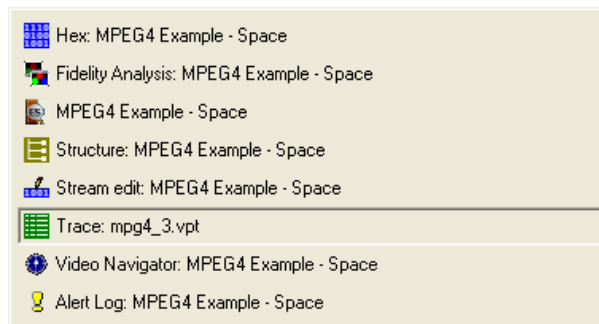 Hex: MPEG4 Example - Space
Fidelity Analysis: MPEG4 Example - Space
MPEG4 Example - Space
Structure: MPEG4 Example - Space
Stream edit: MPEG4 Example - Space
Trace: mpg4_3.vpt
Video Navigator: MPEG4 Example - Space
Alert Log: MPEG4 Example - Space